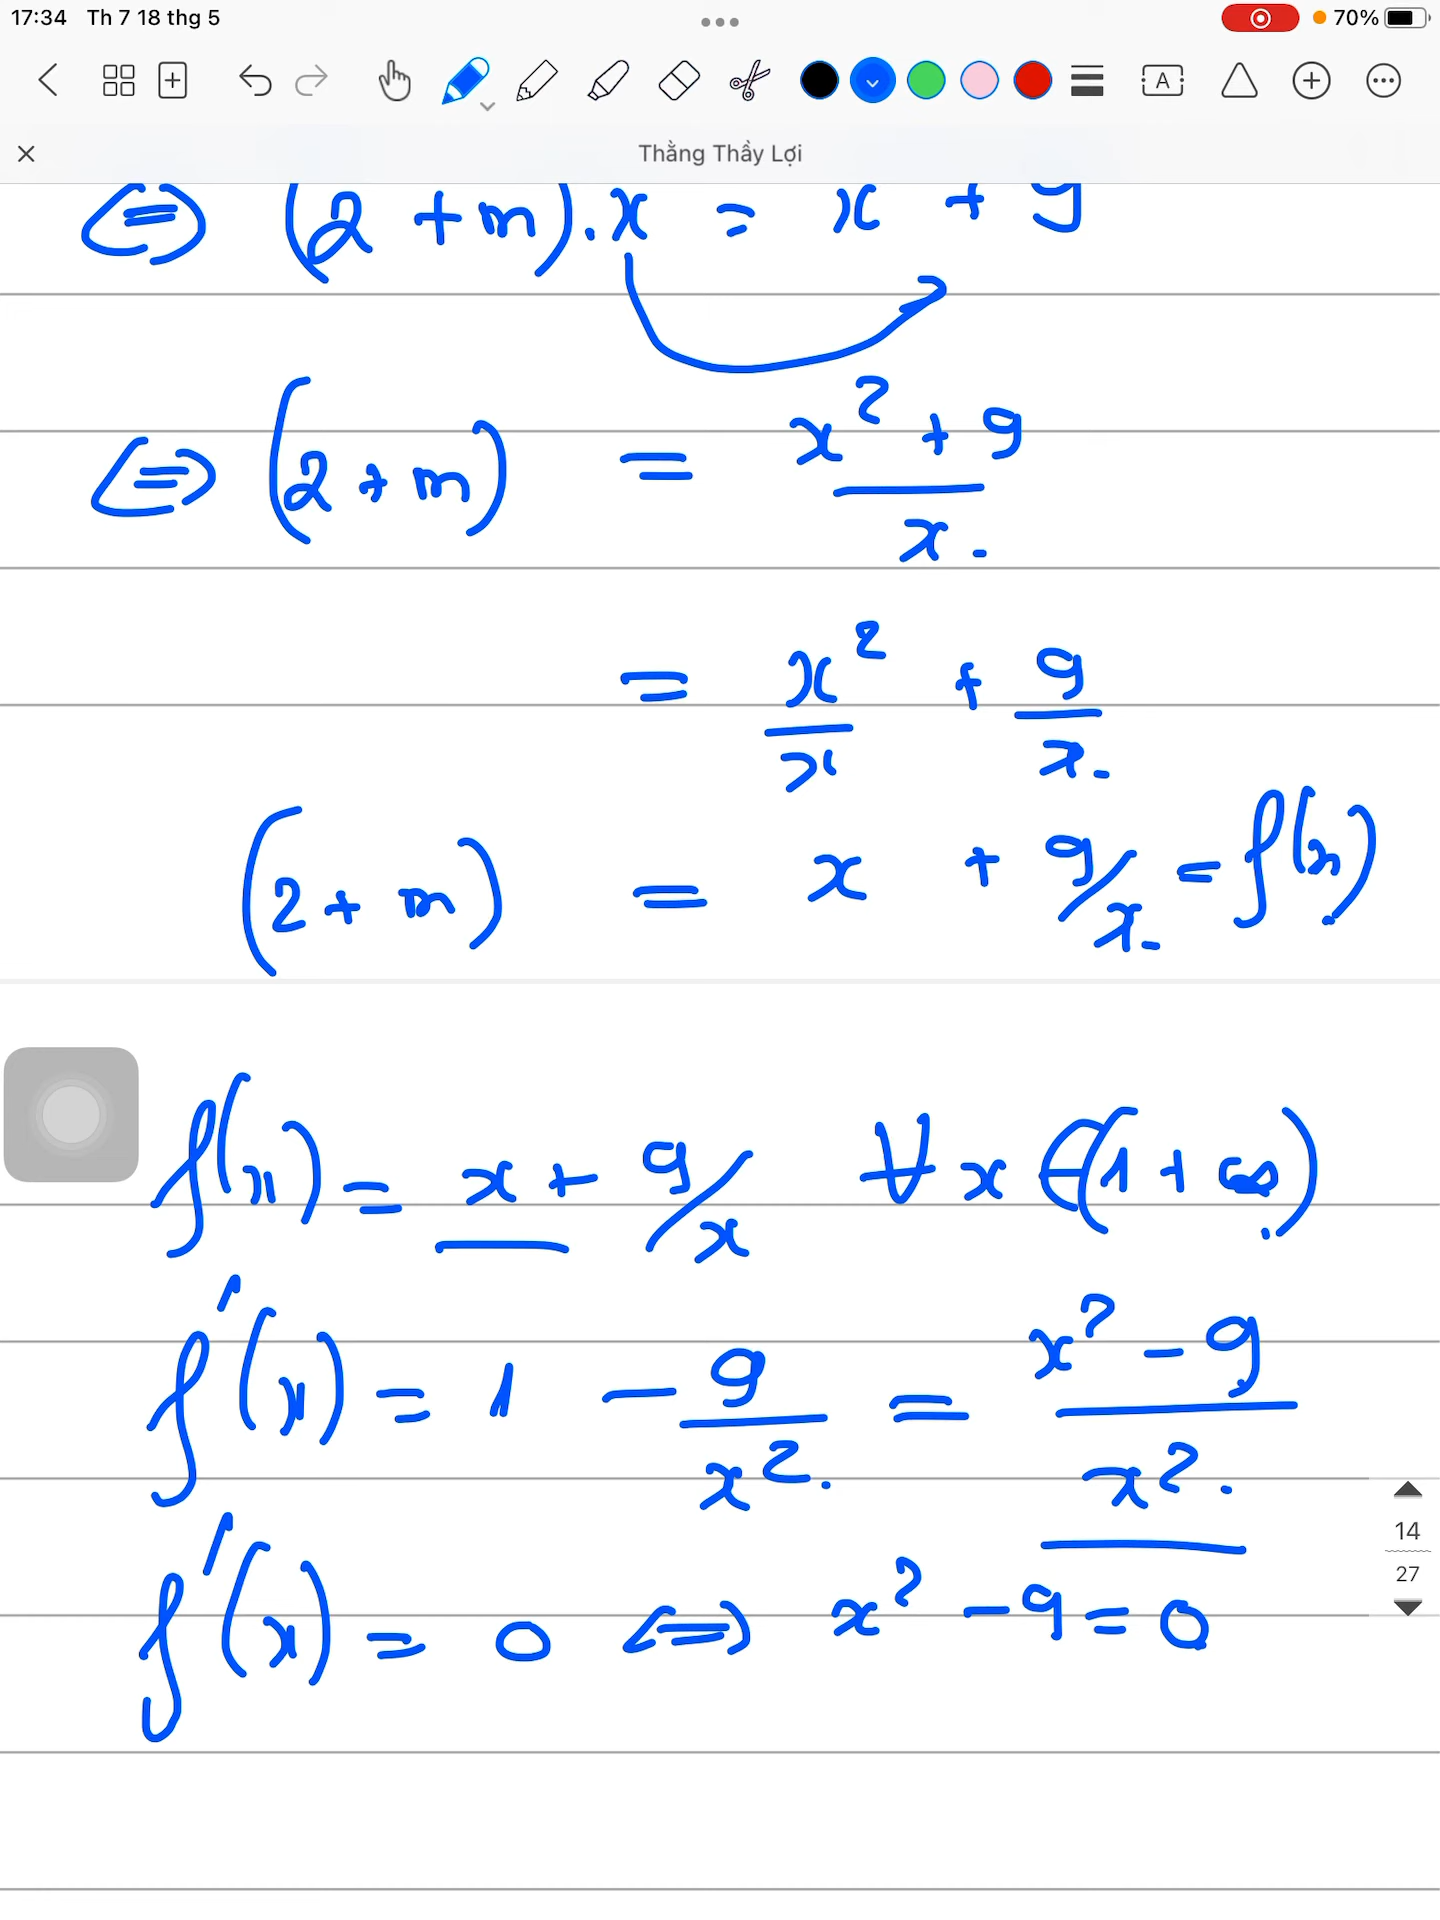 17:34 Th 7 18 thg 5 70%
A
Thằng Thầy Lợi
⇔ (2 + m).x = x + 9
⇔ (2 + m) = x² + 9 / x.
= x²/x + 9/x.
(2 + m) = x + 9/x. = f(x)
f(x) = x + 9/x ∀ x ∈ (1 + ∞)
f'(x) = 1 - 9/x². = x² - 9 / x².
f'(x) = 0 ⇔ x² - 9 = 0
14
27